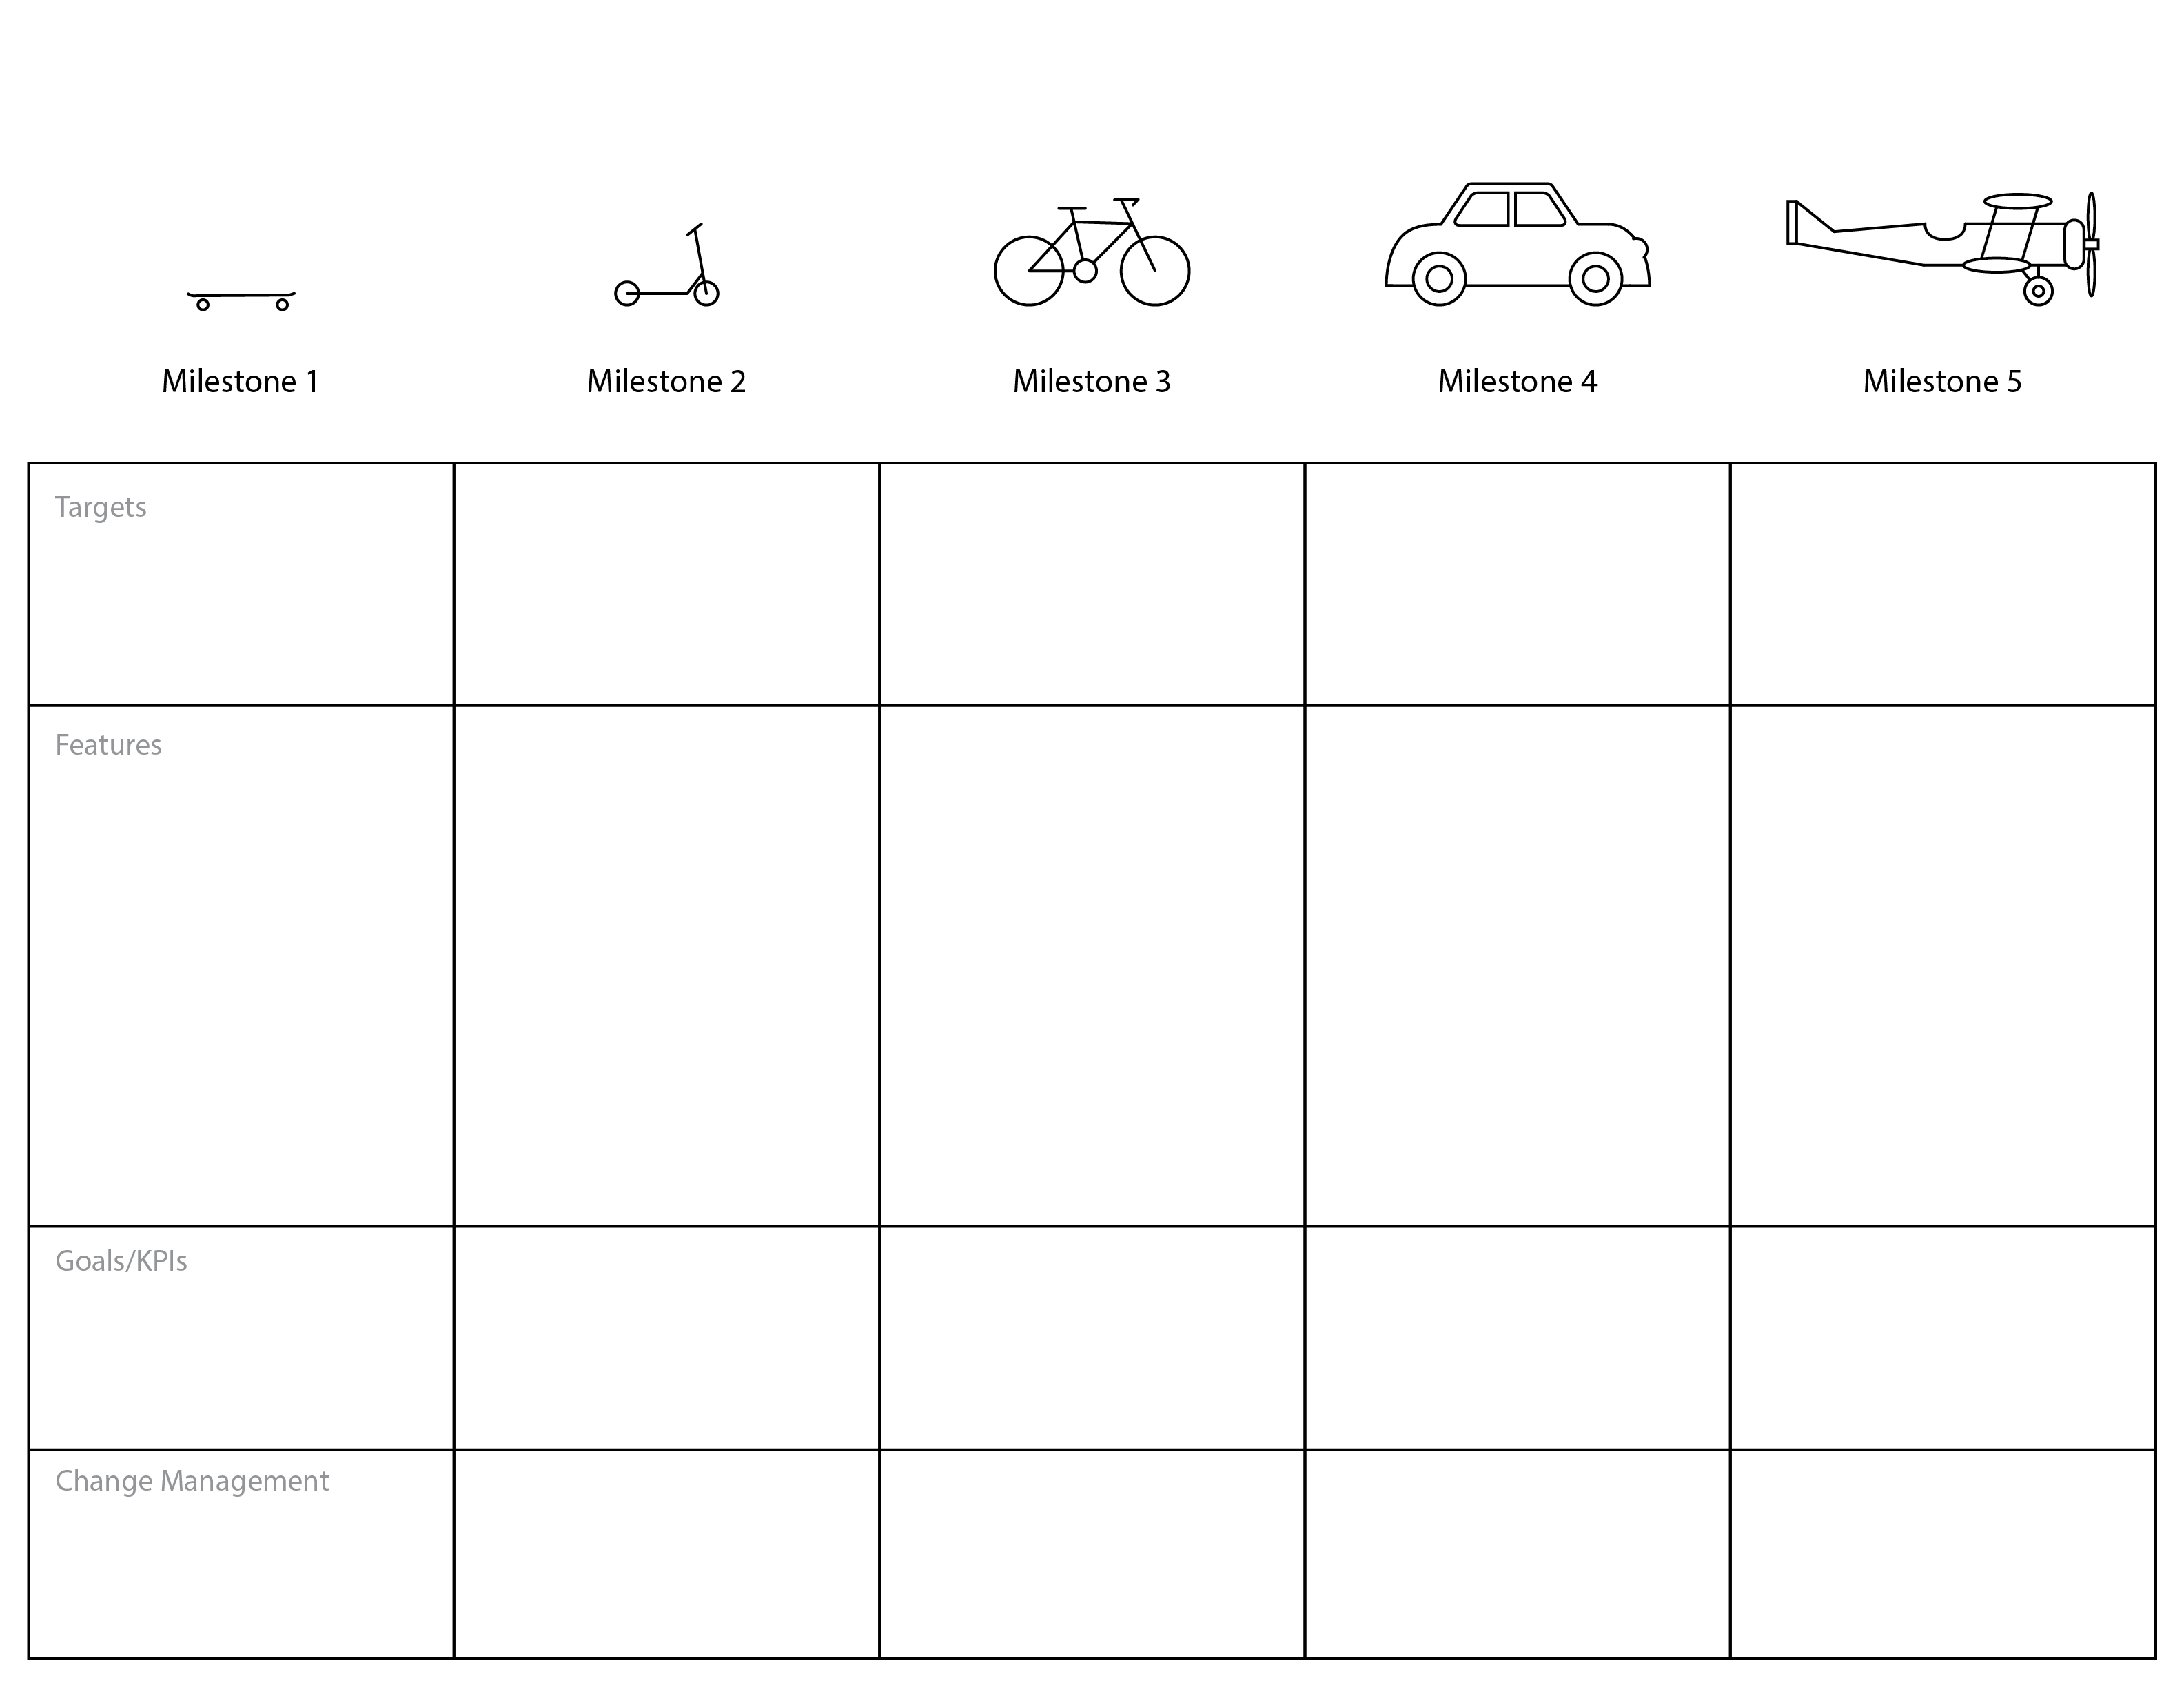 Milestone 1
Milestone 2
Milestone 3
Milestone 4
Milestone 5
Targets
Features
Goals/KPIs
Change Management